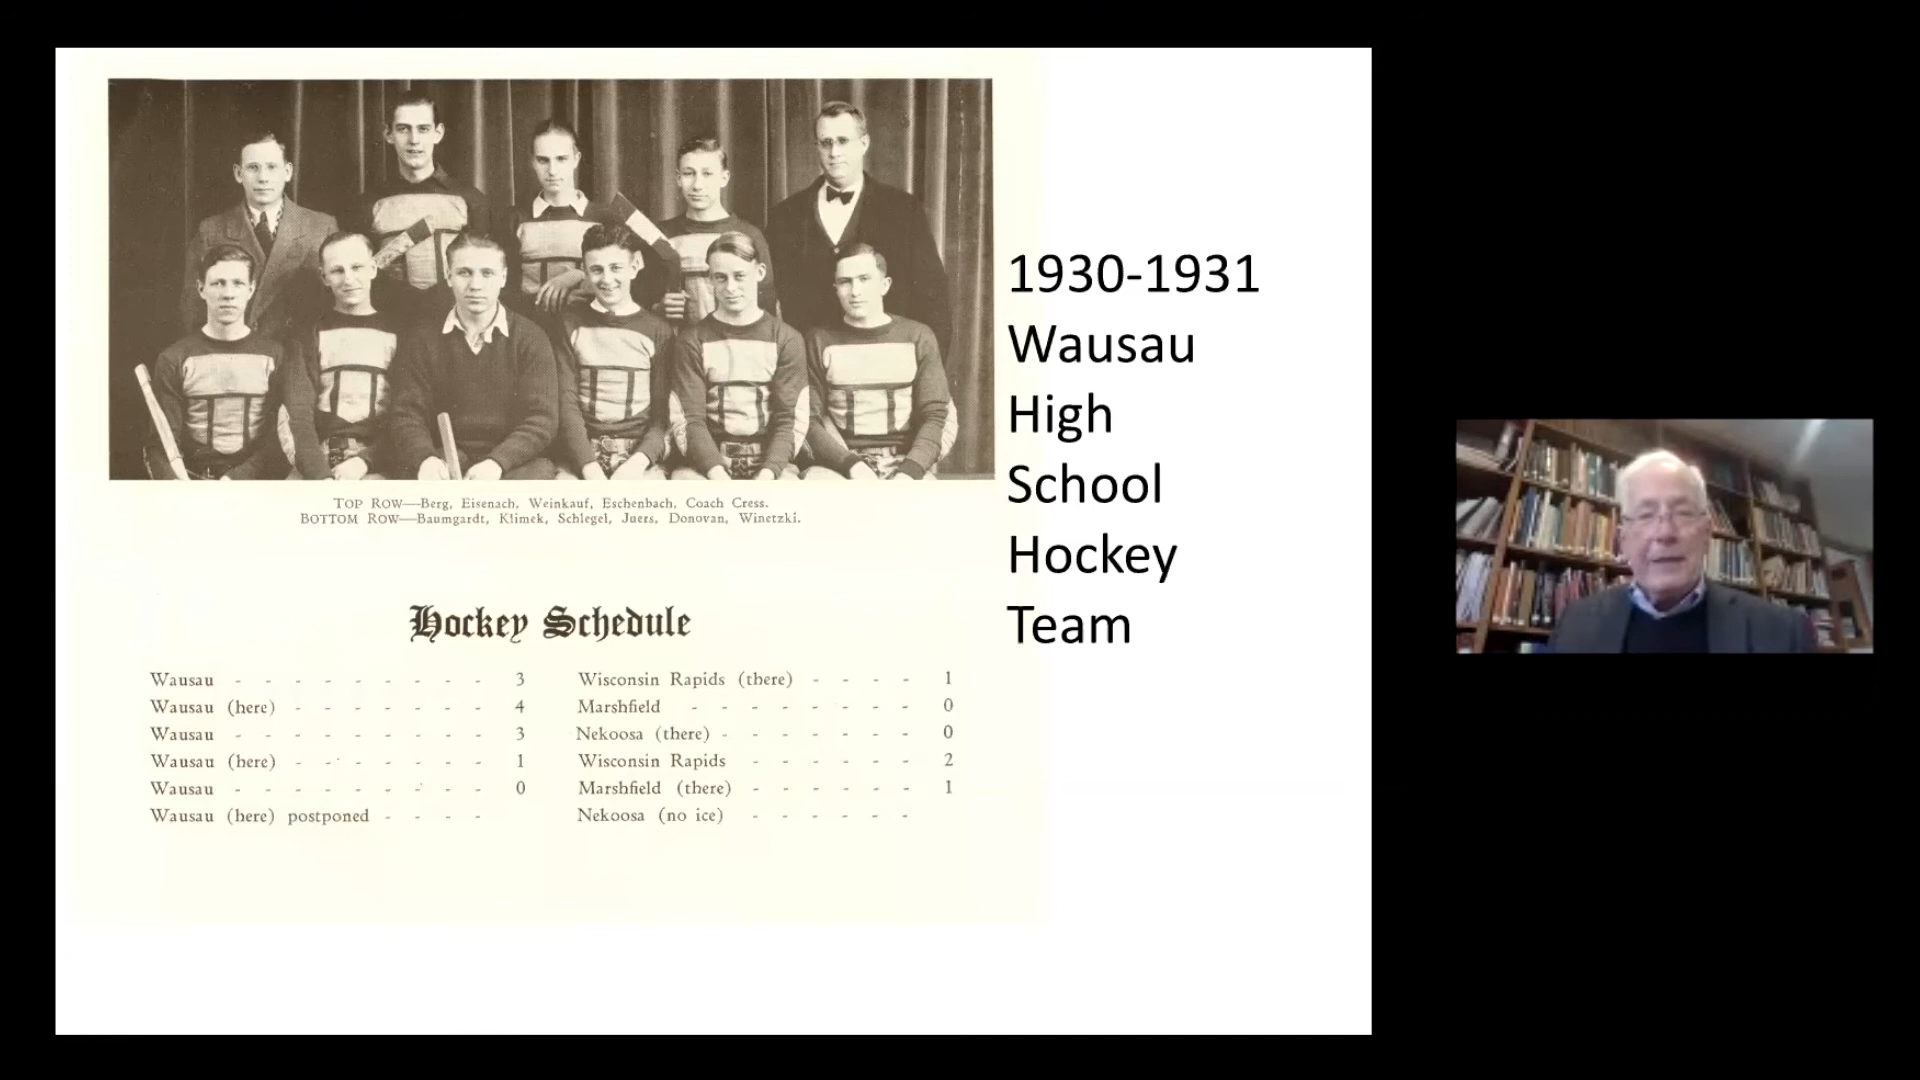 TOP ROW—Berg, Eisenach, Weinkauf, Eschenbach, Coach Cress.
BOTTOM ROW—Baumgardt, Klimek, Schlegel, Juers, Donovan, Winetzki.
Hockey Schedule
Wausau - - - - - - - - - 3 Wisconsin Rapids (there) - - - - 1
Wausau (here) - - - - - - - 4 Marshfield - - - - - - - - 0
Wausau - - - - - - - - - 3 Nekoosa (there) - - - - - - - 0
Wausau (here) - - - - - - - 1 Wisconsin Rapids - - - - - - 2
Wausau - - - - - - - - - 0 Marshfield (there) - - - - - - 1
Wausau (here) postponed - - - - Nekoosa (no ice) - - - - - -
1930-1931
Wausau
High
School
Hockey
Team